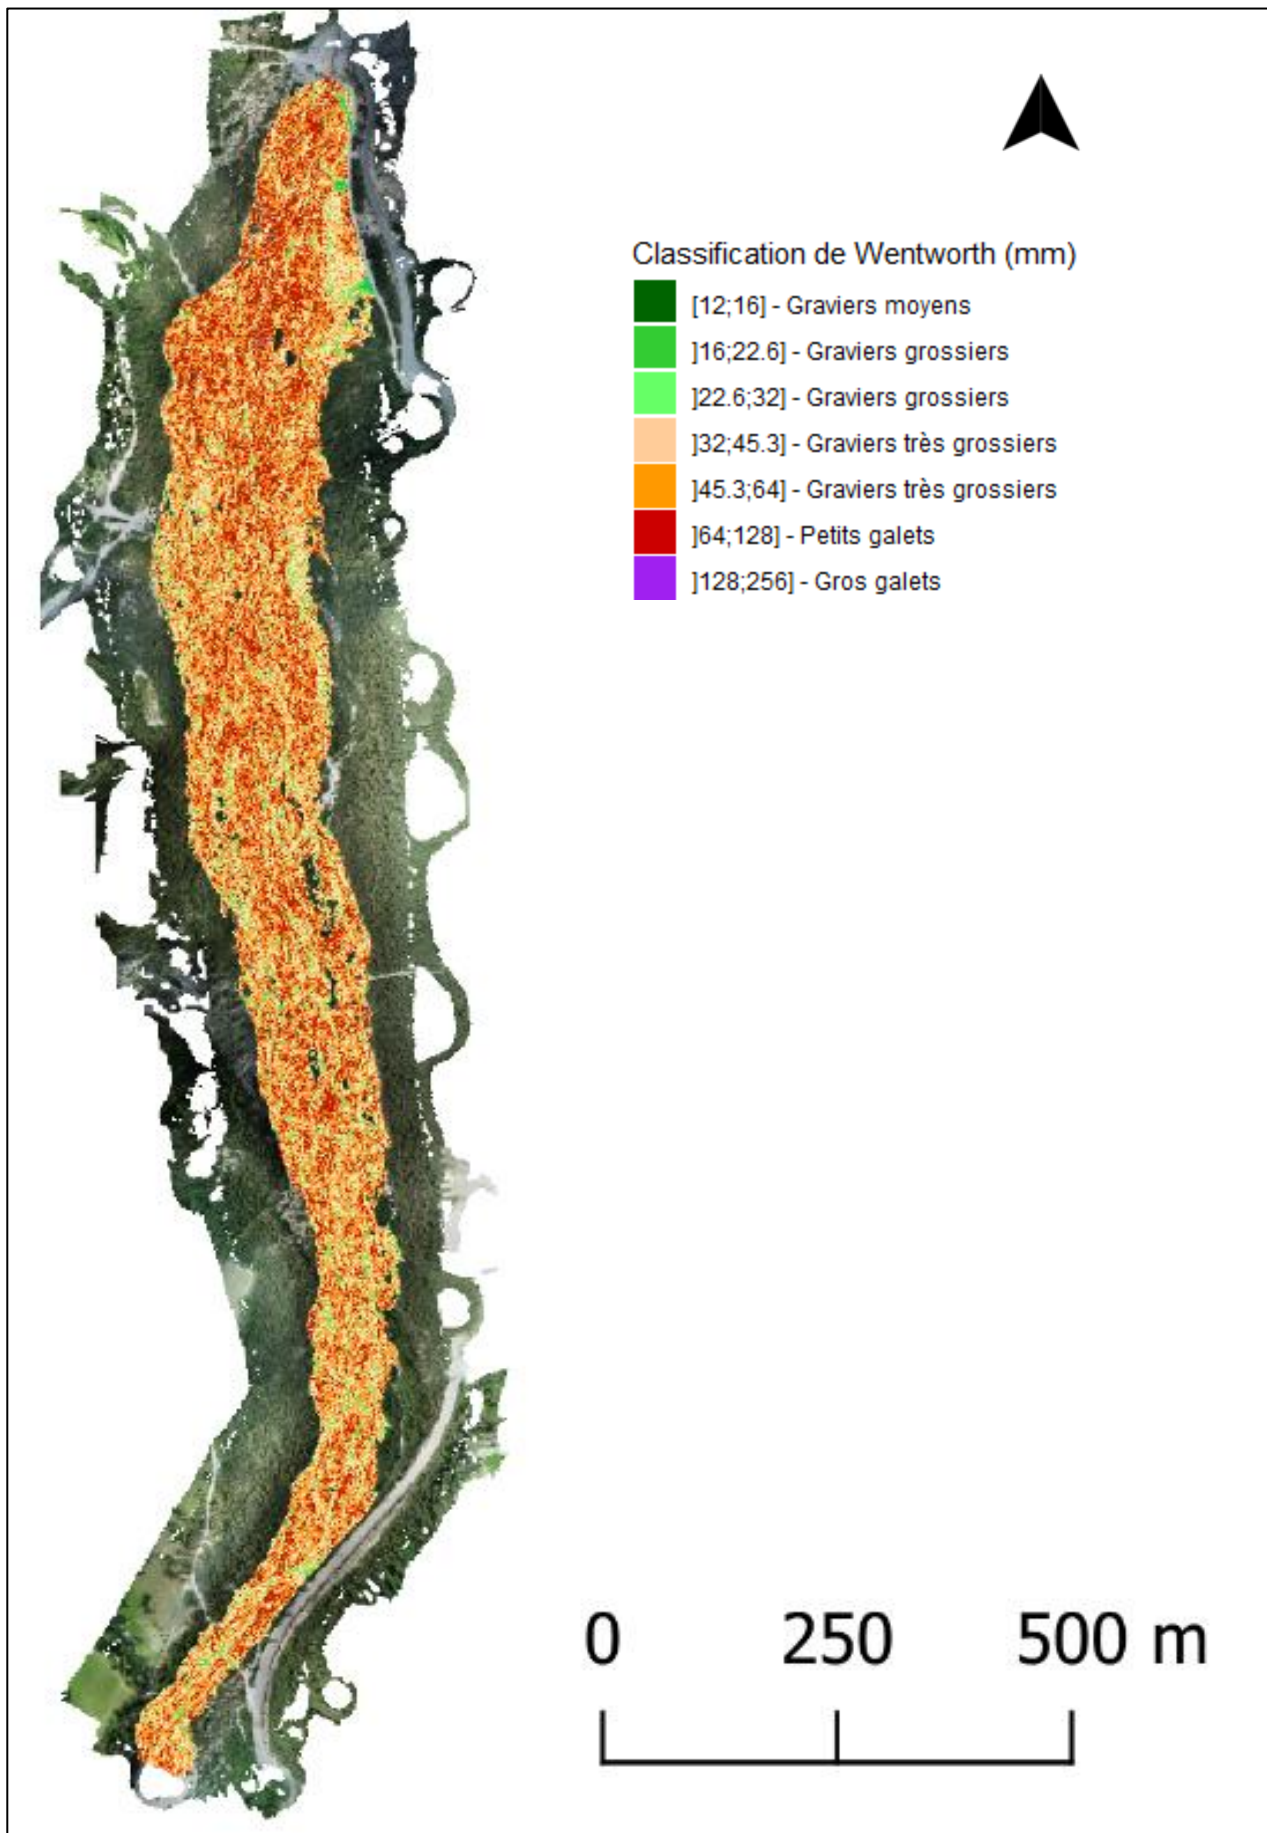 Classification de Wentworth (mm)
[12;16] - Graviers moyens
]16;22.6] - Graviers grossiers
]22.6;32] - Graviers grossiers
]32;45.3] - Graviers très grossiers
]45.3;64] - Graviers très grossiers
]64;128] - Petits galets
]128;256] - Gros galets
0 250 500 m